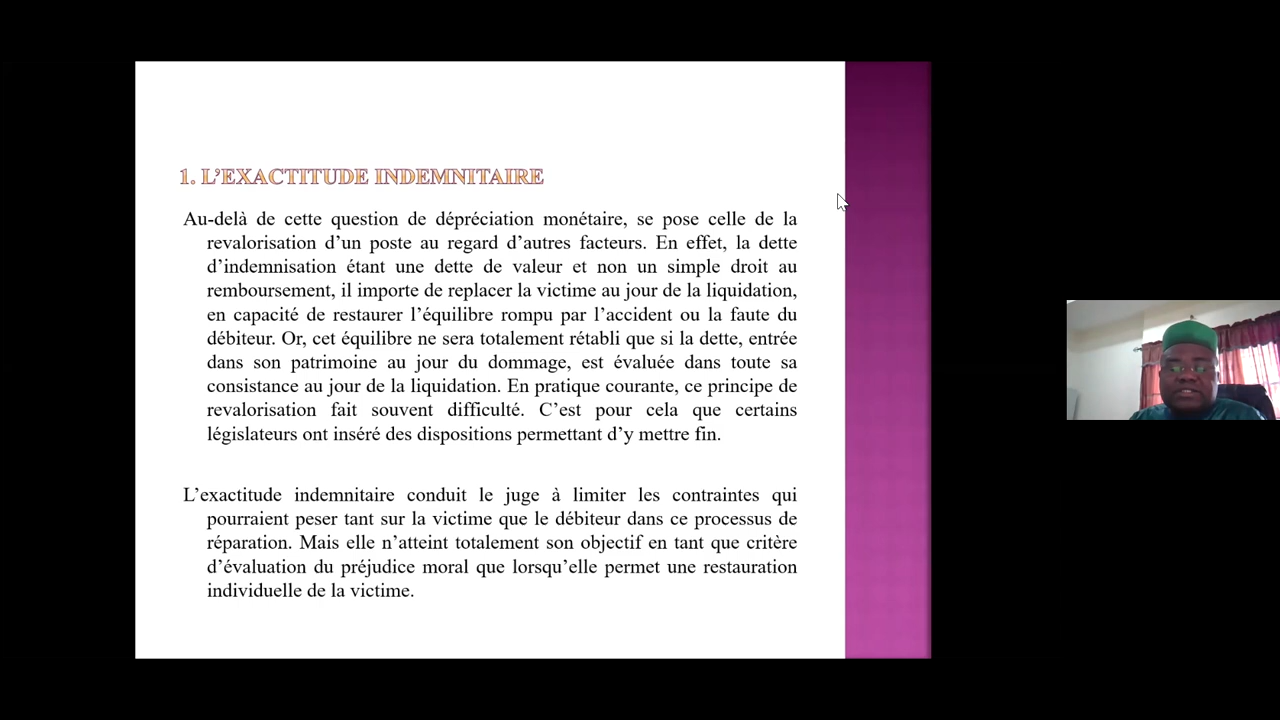 1. L’EXACTITUDE INDEMNITAIRE
Au-delà de cette question de dépréciation monétaire, se pose celle de la
revalorisation d’un poste au regard d’autres facteurs. En effet, la dette
d’indemnisation étant une dette de valeur et non un simple droit au
remboursement, il importe de replacer la victime au jour de la liquidation,
en capacité de restaurer l’équilibre rompu par l’accident ou la faute du
débiteur. Or, cet équilibre ne sera totalement rétabli que si la dette, entrée
dans son patrimoine au jour du dommage, est évaluée dans toute sa
consistance au jour de la liquidation. En pratique courante, ce principe de
revalorisation fait souvent difficulté. C’est pour cela que certains
législateurs ont inséré des dispositions permettant d’y mettre fin.
L’exactitude indemnitaire conduit le juge à limiter les contraintes qui
pourraient peser tant sur la victime que le débiteur dans ce processus de
réparation. Mais elle n’atteint totalement son objectif en tant que critère
d’évaluation du préjudice moral que lorsqu’elle permet une restauration
individuelle de la victime.